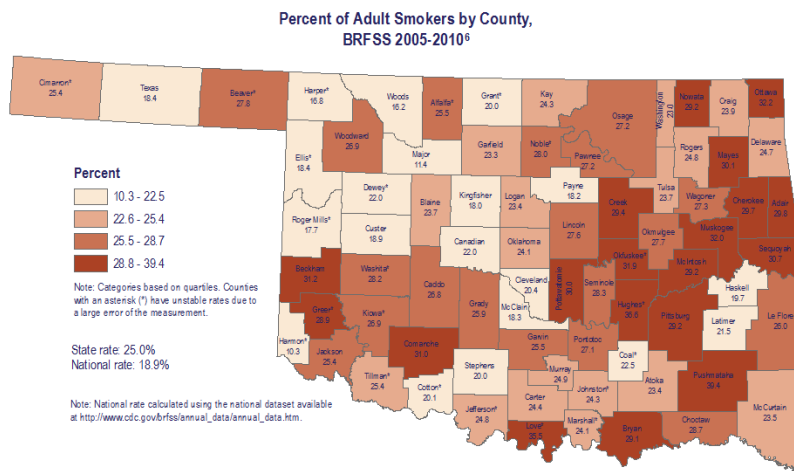 Percent of Adult Smokers by County,
BRFSS 2005-2010⁶
Cimarron*
25.4
Texas
18.4
Beaver*
27.8
Harper*
16.8
Woods
16.2
Alfalfa*
25.5
Grant*
20.0
Kay
24.3
Osage
27.2
Washington
23.0
Nowata
29.2
Craig
23.9
Ottawa
32.2
Ellis*
18.4
Woodward
26.9
Major
11.4
Garfield
23.3
Noble*
28.0
Pawnee
27.2
Rogers
24.8
Mayes
30.1
Delaware
24.7
Dewey*
22.0
Blaine
23.7
Kingfisher
18.0
Logan
23.4
Payne
18.2
Creek
29.4
Tulsa
23.7
Wagoner
27.3
Cherokee
29.7
Adair
29.8
Roger Mills*
17.7
Custer
18.9
Canadian
22.0
Oklahoma
24.1
Lincoln
27.6
Okmulgee
27.7
Muskogee
32.0
Sequoyah
30.7
Beckham
31.2
Washita*
28.2
Caddo
26.8
Grady
25.9
McClain
18.3
Cleveland
20.4
Pottawatomie
30.0
Seminole
28.3
Okfuskee*
31.9
McIntosh
29.2
Haskell
19.7
Greer*
28.9
Kiowa*
26.9
Hughes*
Pittsburg
29.2
Latimer
21.5
Le Flore
26.0
Harmon*
10.3
Jackson
25.4
Comanche
31.0
Garvin
25.5
Pontotoc
27.1
Coal*
22.5
Tillman*
25.4
Cotton*
20.1
Stephens
20.0
Murray
24.9
Johnston*
24.3
Atoka
23.4
Pushmataha
39.4
McCurtain
23.5
Jefferson*
24.8
Carter
24.4
Love*
Marshall*
24.1
Bryan
29.1
Choctaw
28.7
Percent
10.3 - 22.5
22.6 - 25.4
25.5 - 28.7
28.8 - 39.4
Note: Categories based on quartiles. Counties
with an asterisk (*) have unstable rates due to
a large error of the measurement.
State rate: 25.0%
National rate: 18.9%
Note: National rate calculated using the national dataset available
at http://www.cdc.gov/brfss/annual_data/annual_data.htm.